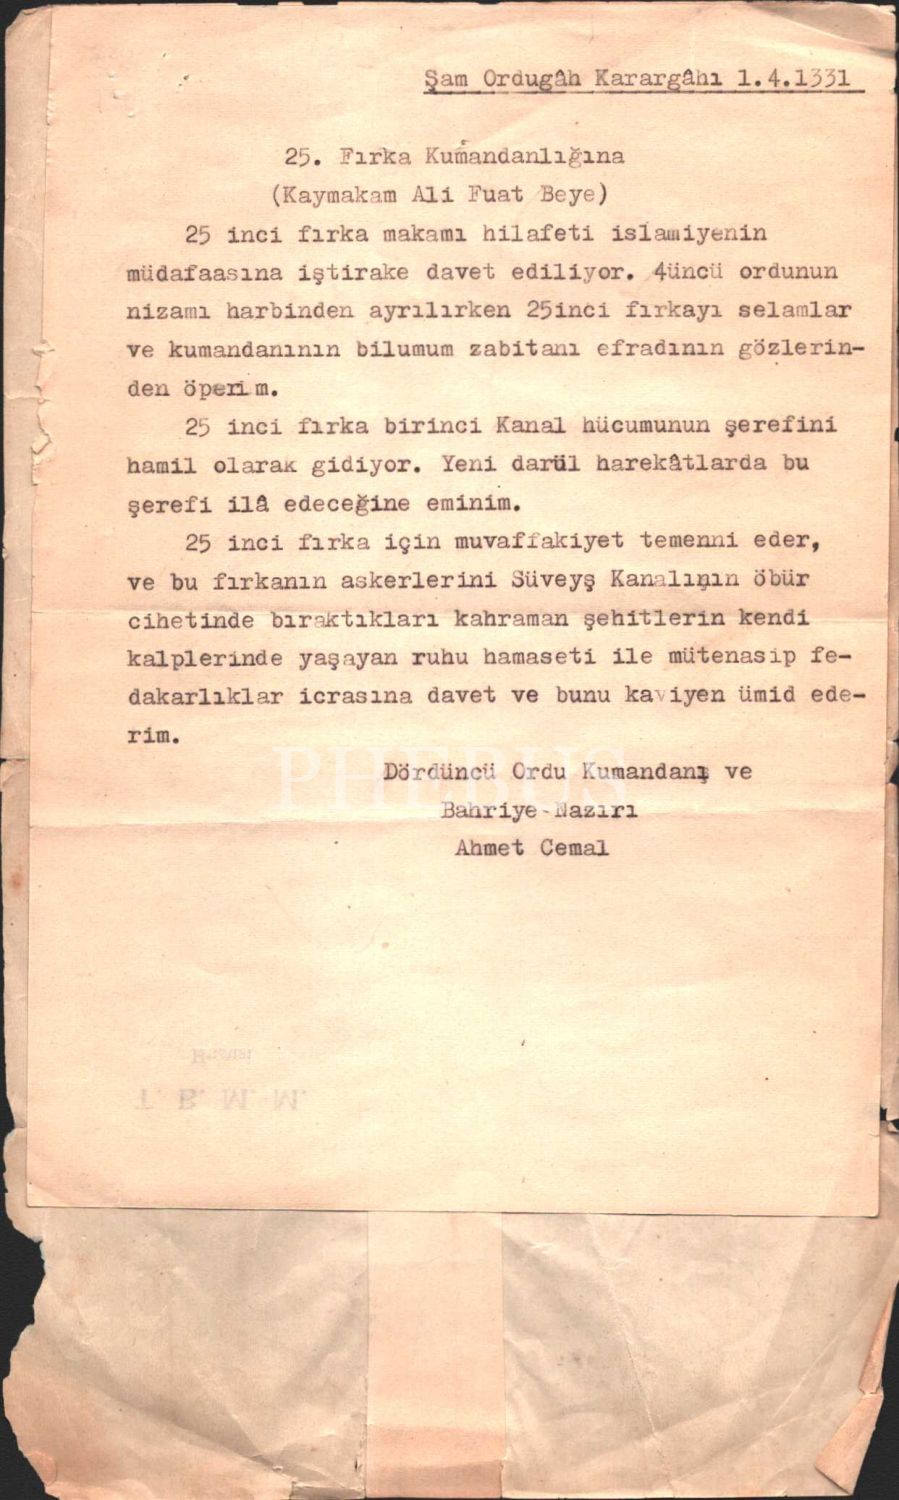 Şam Ordugâh Karargâhı 1.4.1331
25. Fırka Kumandanlığına
(Kaymakam Ali Fuat Beye)
25 inci fırka makamı hilafeti islamiyenin
müdafaasına iştirake davet ediliyor. 4üncü ordunun
nizamı harbinden ayrılırken 25inci fırkayı selamlar
ve kumandanının bilumum zabitanı efradının gözlerin-
den öperim.
25 inci fırka birinci Kanal hücumunun şerefini
hamil olarak gidiyor. Yeni darül harekâtlarda bu
şerefi ilâ edeceğine eminim.
25 inci fırka için muvaffakiyet temenni eder,
ve bu fırkanın askerlerini Süveyş Kanalının öbür
cihetinde bıraktıkları kahraman şehitlerin kendi
kalplerinde yaşayan ruhu hamaseti ile mütenasip fe-
dakarlıklar icrasına davet ve bunu kaviyen ümid ede-
rim.
PHEBUS
Dördüncü Ordu Kumandanı ve
Bahriye Nazırı
Ahmet Cemal
Hususi
T. B. M. M.